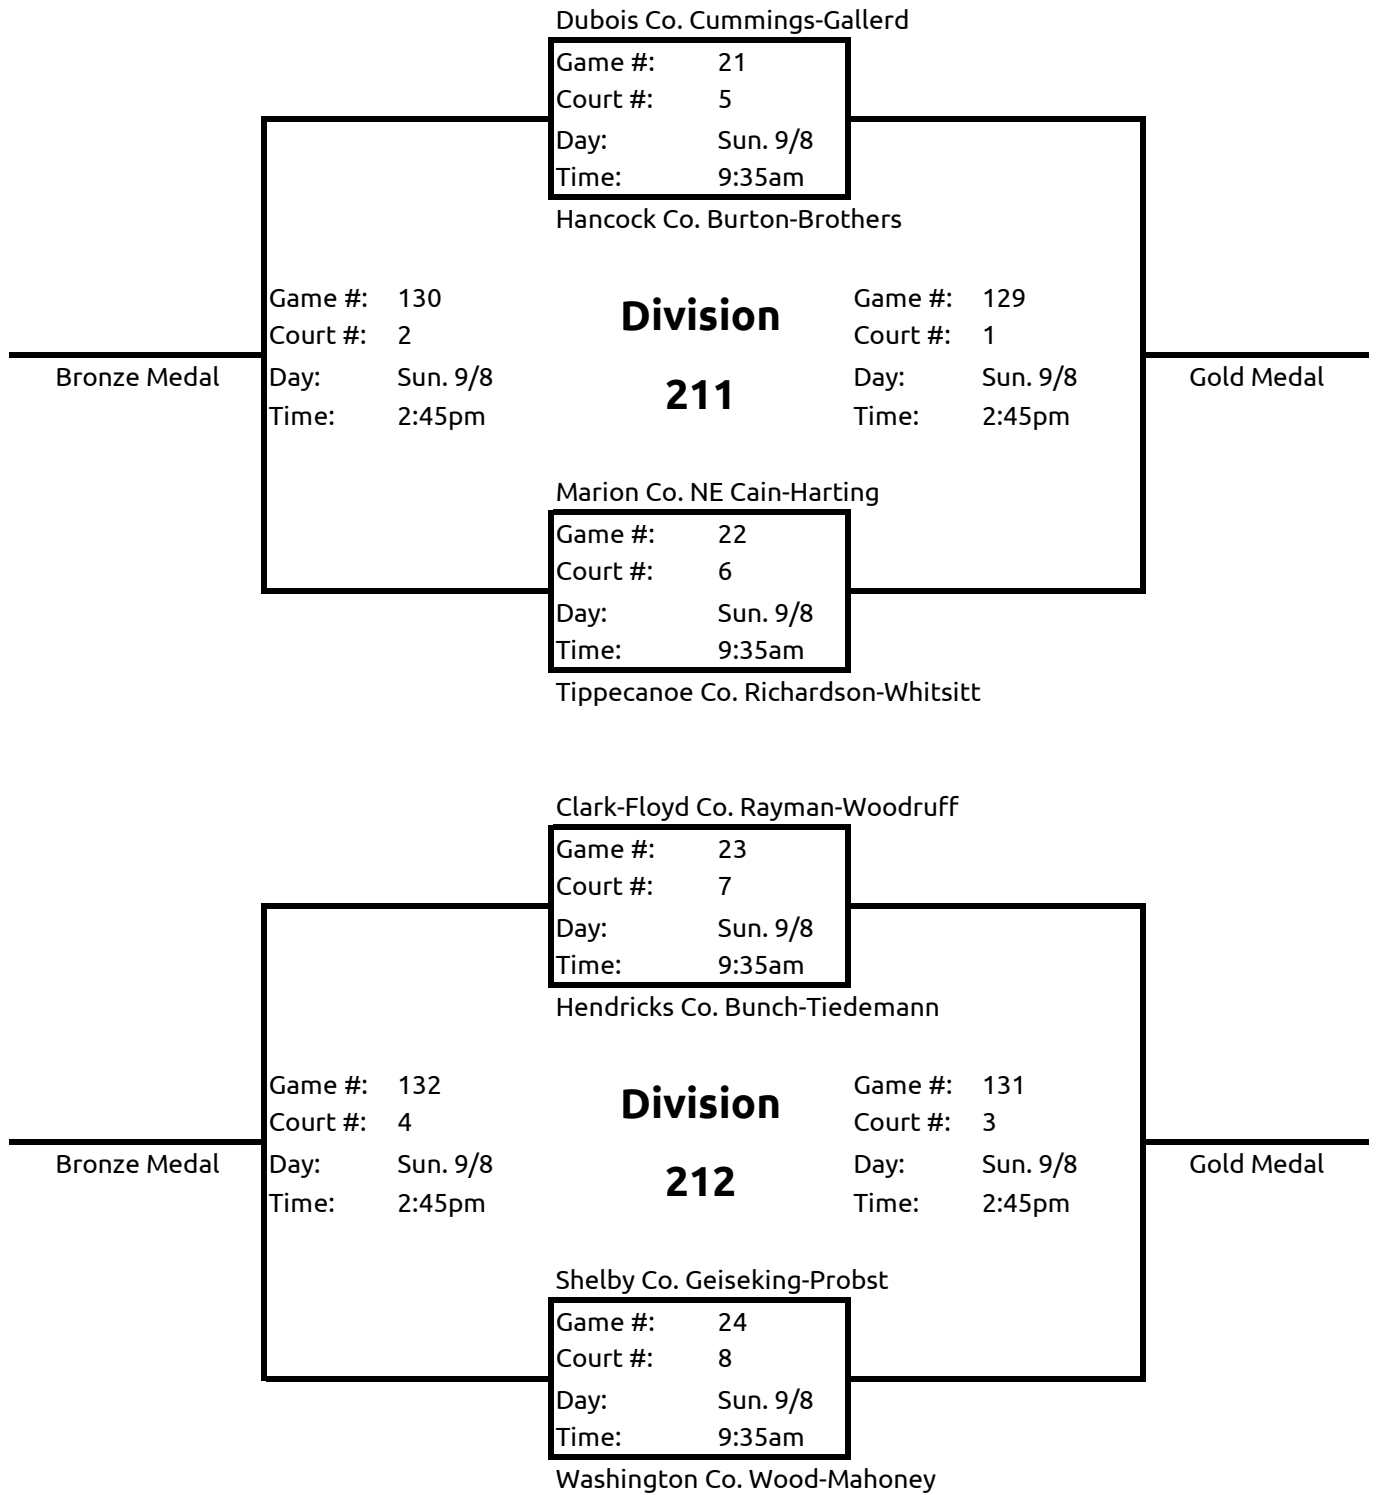 Dubois Co. Cummings-Gallerd
Game #: 21
Court #: 5
Day: Sun. 9/8
Time: 9:35am
Hancock Co. Burton-Brothers
Game #: 130
Court #: 2
Day: Sun. 9/8
Time: 2:45pm
Bronze Medal
Division
211
Game #: 129
Court #: 1
Day: Sun. 9/8
Time: 2:45pm
Gold Medal
Marion Co. NE Cain-Harting
Game #: 22
Court #: 6
Day: Sun. 9/8
Time: 9:35am
Tippecanoe Co. Richardson-Whitsitt
Clark-Floyd Co. Rayman-Woodruff
Game #: 23
Court #: 7
Day: Sun. 9/8
Time: 9:35am
Hendricks Co. Bunch-Tiedemann
Game #: 132
Court #: 4
Day: Sun. 9/8
Time: 2:45pm
Bronze Medal
Division
212
Game #: 131
Court #: 3
Day: Sun. 9/8
Time: 2:45pm
Gold Medal
Shelby Co. Geiseking-Probst
Game #: 24
Court #: 8
Day: Sun. 9/8
Time: 9:35am
Washington Co. Wood-Mahoney